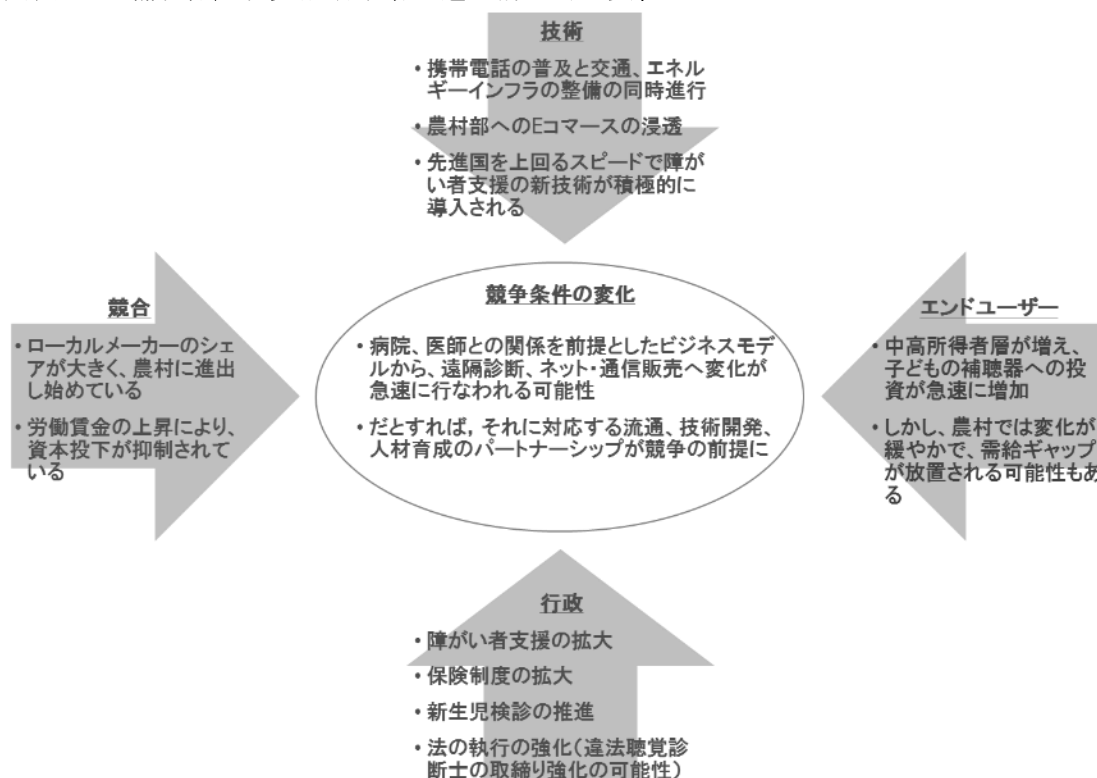 技術
・携帯電話の普及と交通、エネル
ギーインフラの整備の同時進行
・農村部へのEコマースの浸透
・先進国を上回るスピードで障が
い者支援の新技術が積極的に
導入される
競合
・ローカルメーカーのシェ
アが大きく、農村に進出
し始めている
・労働賃金の上昇により、
資本投下が抑制されて
いる
競争条件の変化
・病院、医師との関係を前提としたビジネスモデ
ルから、遠隔診断、ネット・通信販売へ変化が
急速に行なわれる可能性
・だとすれば，それに対応する流通、技術開発、
人材育成のパートナーシップが競争の前提に
エンドユーザー
・中高所得者層が増え、
子どもの補聴器への投
資が急速に増加
・しかし、農村では変化が
緩やかで、需給ギャップ
が放置される可能性もあ
る
行政
・障がい者支援の拡大
・保険制度の拡大
・新生児検診の推進
・法の執行の強化（違法聴覚診
断士の取締り強化の可能性）